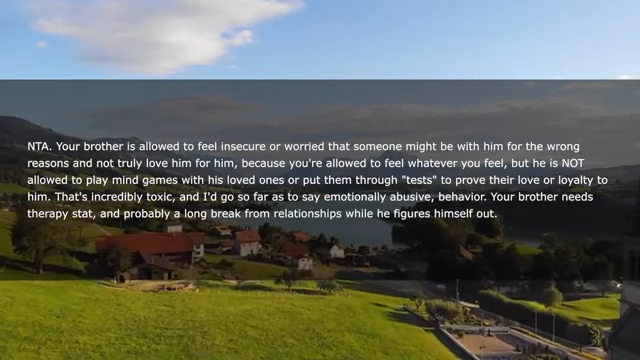 NTA. Your brother is allowed to feel insecure or worried that someone might be with him for the wrong
reasons and not truly love him for him, because you're allowed to feel whatever you feel, but he is NOT
allowed to play mind games with his loved ones or put them through "tests" to prove their love or loyalty to
him. That's incredibly toxic, and I'd go so far as to say emotionally abusive, behavior. Your brother needs
therapy stat, and probably a long break from relationships while he figures himself out.